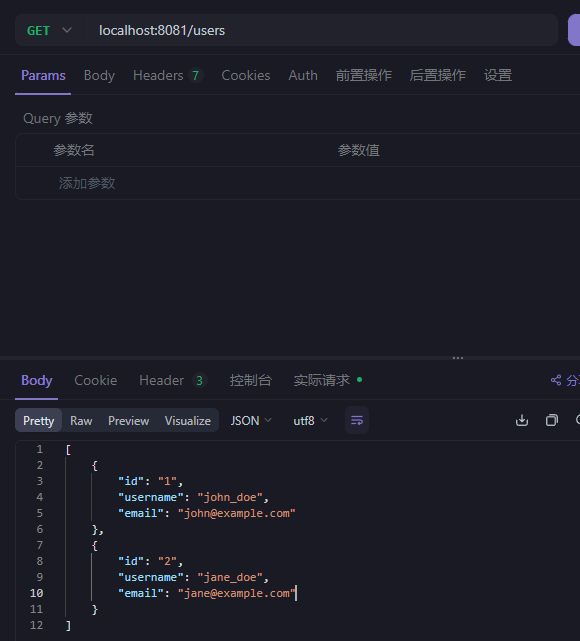 GET localhost:8081/users
Params Body Headers 7 Cookies Auth 前置操作 后置操作 设置
Query 参数
参数名 参数值
添加参数
Body Cookie Header 3 控制台 实际请求
Pretty Raw Preview Visualize JSON utf8
1 [
2 {
3 "id": "1",
4 "username": "john_doe",
5 "email": "john@example.com"
6 },
7 {
8 "id": "2",
9 "username": "jane_doe",
10 "email": "jane@example.com"
11 }
12 ]